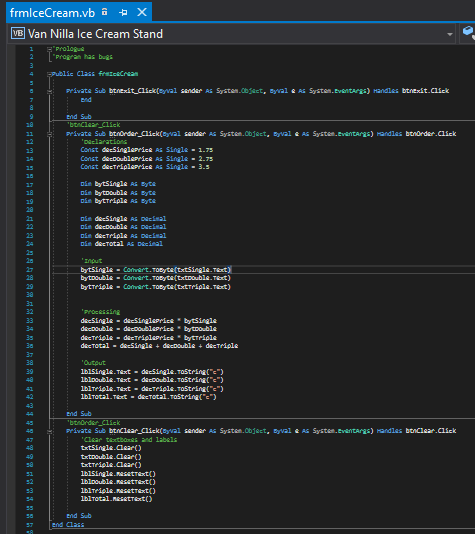 frmIceCream.vb
VB Van Nilla Ice Cream Stand
1 'Prologue
2 'Program has bugs
3
4 Public Class frmIceCream
5
6 Private Sub btnExit_Click(ByVal sender As System.Object, ByVal e As System.EventArgs) Handles btnExit.Click
7 End
8
9 End Sub
10 'btnClear_Click
11 Private Sub btnOrder_Click(ByVal sender As System.Object, ByVal e As System.EventArgs) Handles btnOrder.Click
12 'Declarations
13 Const decSinglePrice As Single = 1.75
14 Const decDoublePrice As Single = 2.75
15 Const decTriplePrice As Single = 3.5
16
17 Dim bytSingle As Byte
18 Dim bytDouble As Byte
19 Dim bytTriple As Byte
20
21 Dim decSingle As Decimal
22 Dim decDouble As Decimal
23 Dim decTriple As Decimal
24 Dim decTotal As Decimal
25
26 'Input
27 bytSingle = Convert.ToByte(txtSingle.Text)
28 bytDouble = Convert.ToByte(txtDouble.Text)
29 bytTriple = Convert.ToByte(txtTriple.Text)
30
31
32 'Processing
33 decSingle = decSinglePrice * bytSingle
34 decDouble = decDoublePrice * bytDouble
35 decTriple = decTriplePrice * bytTriple
36 decTotal = decSingle + decDouble + decTriple
37
38 'Output
39 lblSingle.Text = decSingle.ToString("c")
40 lblDouble.Text = decDouble.ToString("c")
41 lblTriple.Text = decTriple.ToString("c")
42 lblTotal.Text = decTotal.ToString("c")
43
44 End Sub
45 'btnOrder_Click
46 Private Sub btnClear_Click(ByVal sender As System.Object, ByVal e As System.EventArgs) Handles btnClear.Click
47 'Clear textboxes and labels
48 txtSingle.Clear()
49 txtDouble.Clear()
50 txtTriple.Clear()
51 lblSingle.ResetText()
52 lblDouble.ResetText()
53 lblTriple.ResetText()
54 lblTotal.ResetText()
55
56 End Sub
57 End Class